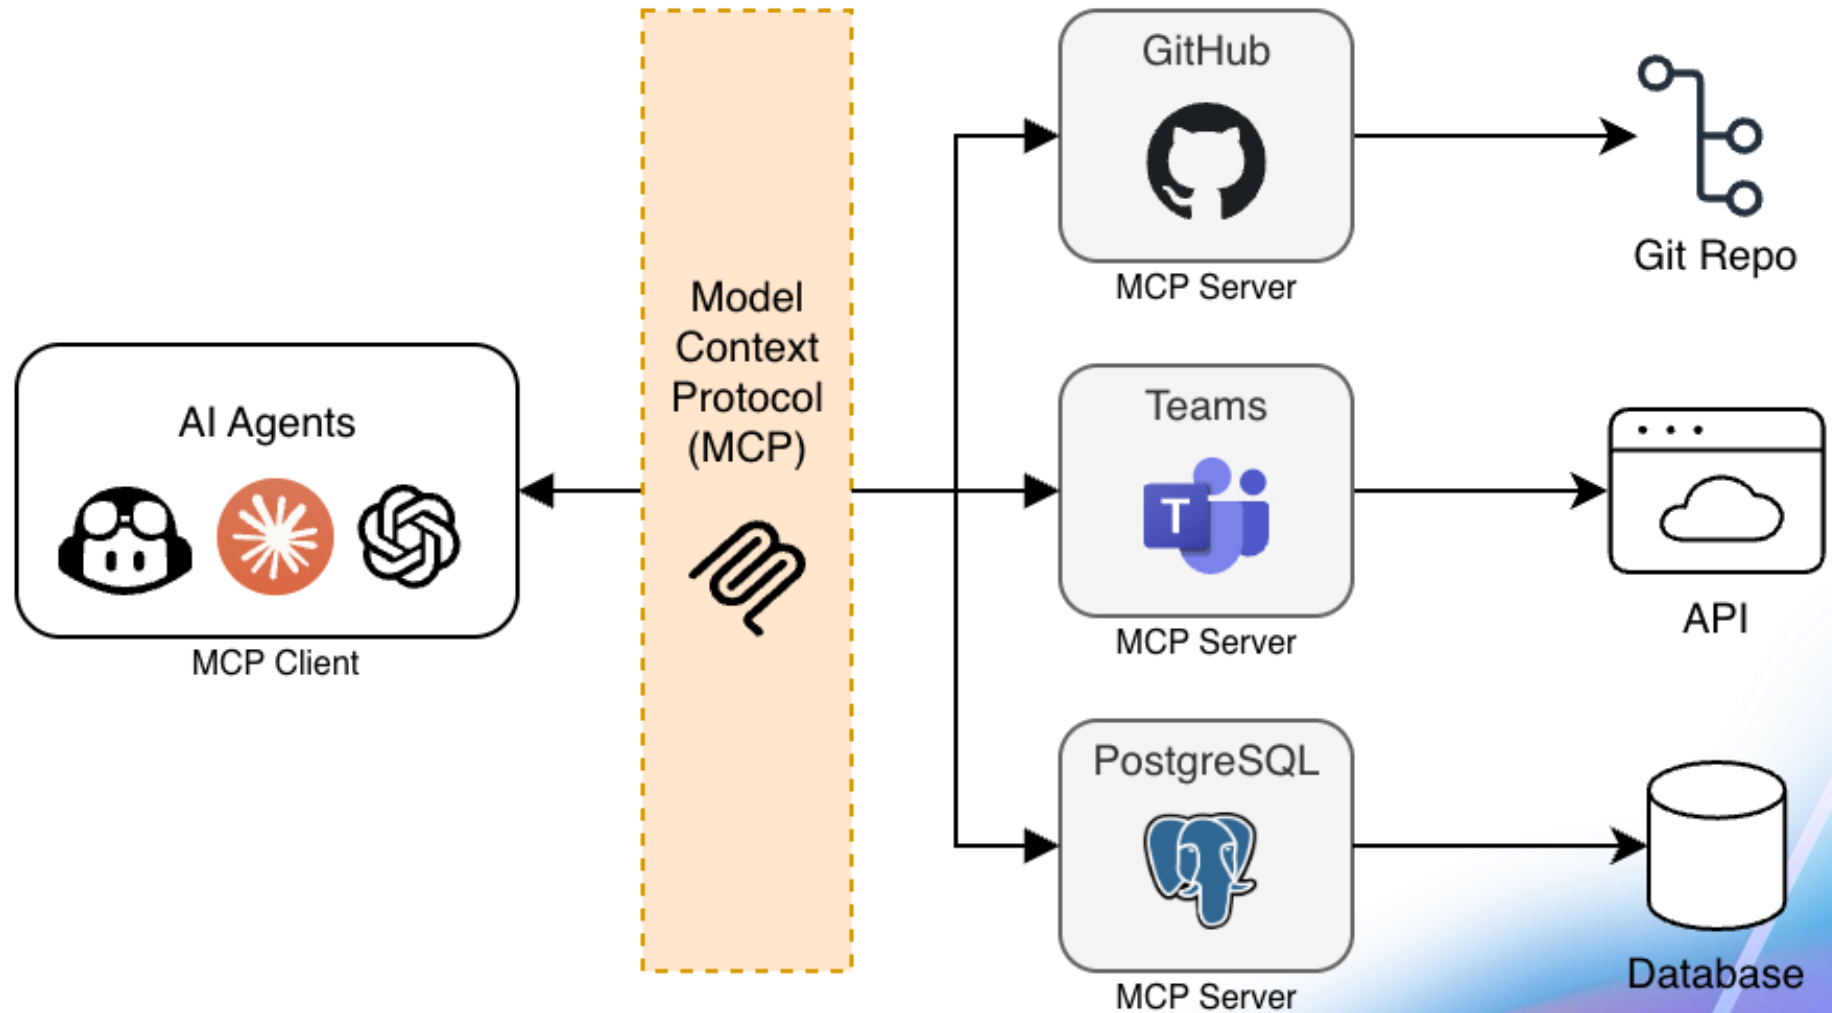 AI Agents
MCP Client
Model
Context
Protocol
(MCP)
GitHub
MCP Server
Git Repo
Teams
T
MCP Server
API
PostgreSQL
MCP Server
Database